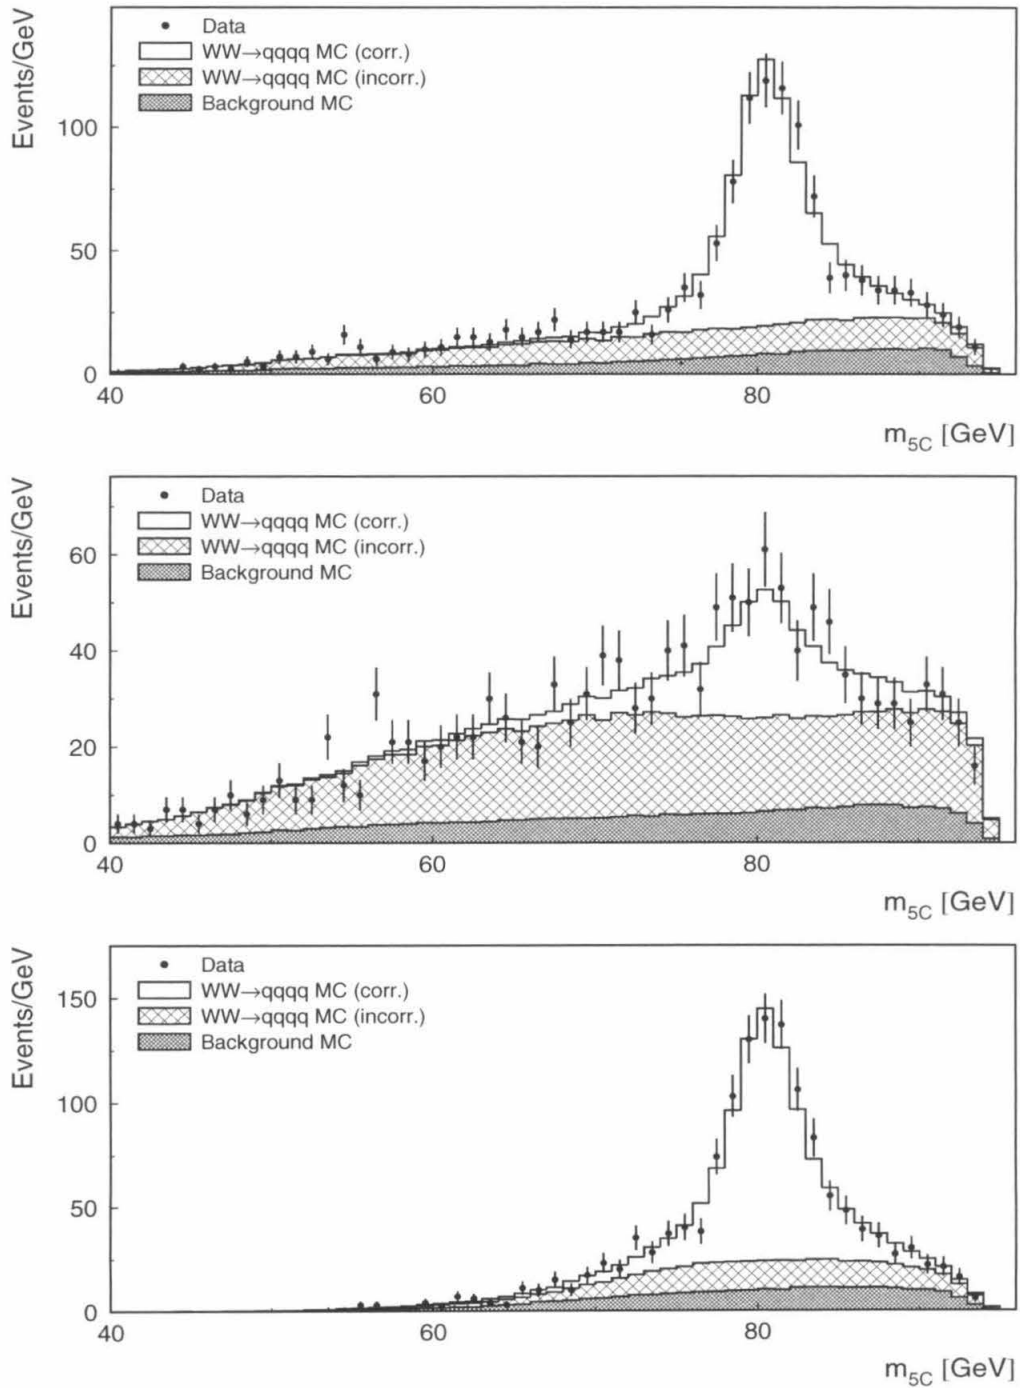 Events/GeV
Data
WW→qqqq MC (corr.)
WW→qqqq MC (incorr.)
Background MC
100
50
0
40
60
80
m5C [GeV]
Events/GeV
Data
WW→qqqq MC (corr.)
WW→qqqq MC (incorr.)
Background MC
60
40
20
0
40
60
80
m5C [GeV]
Events/GeV
Data
WW→qqqq MC (corr.)
WW→qqqq MC (incorr.)
Background MC
150
100
50
0
40
60
80
m5C [GeV]